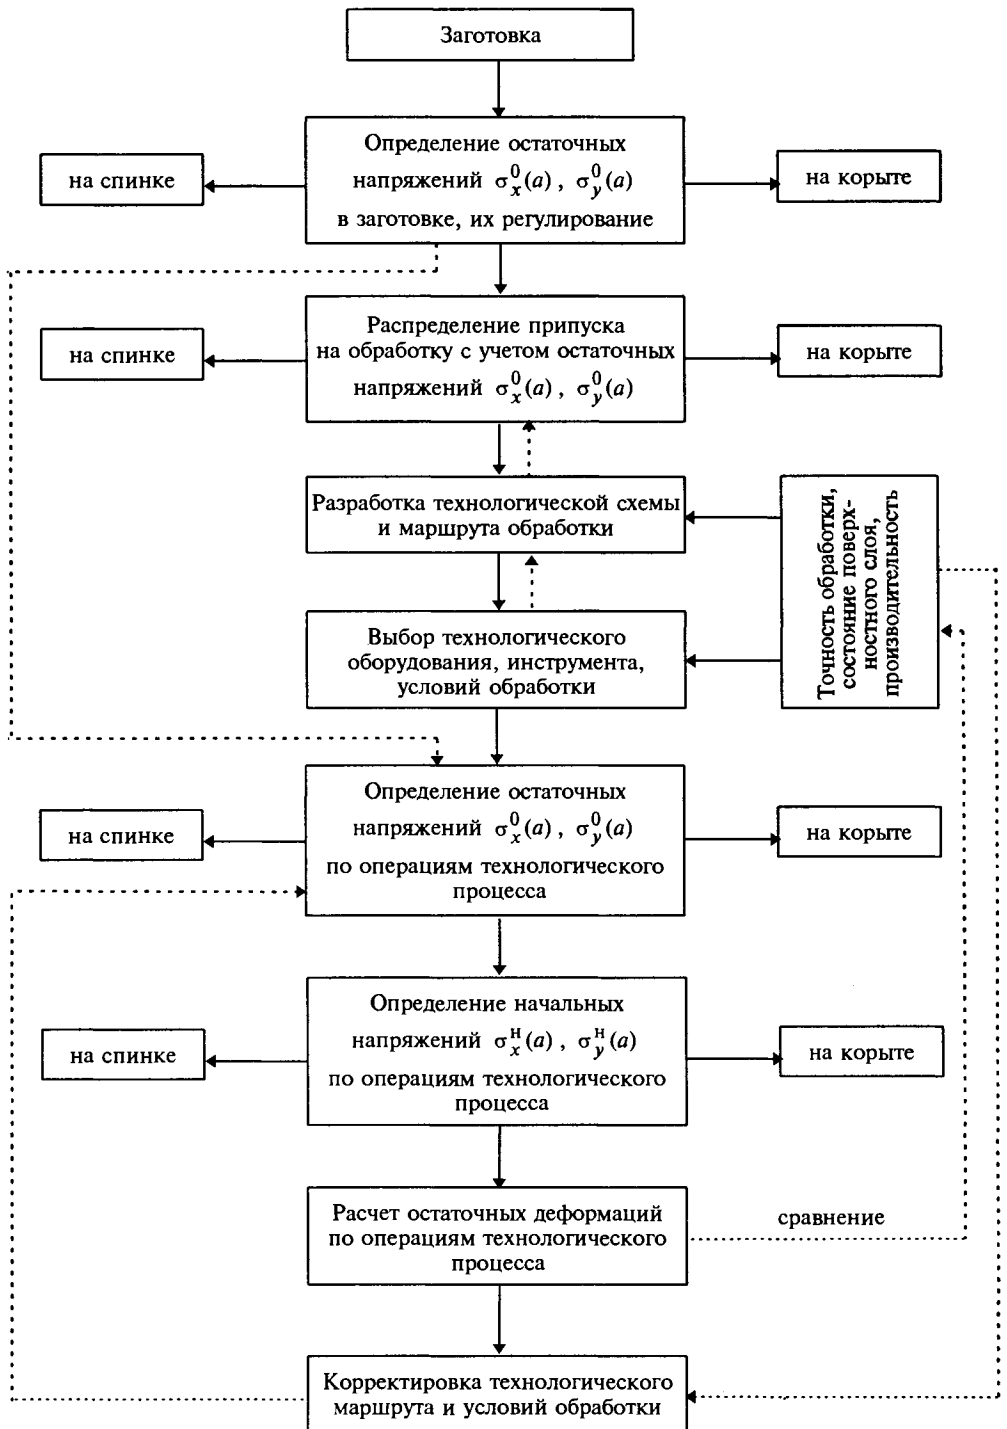 Заготовка
Определение остаточных
напряжений σ⁰ₓ(a) , σ⁰ᵧ(a)
в заготовке, их регулирование
на спинке
на корыте
Распределение припуска
на обработку с учетом остаточных
напряжений σ⁰ₓ(a) , σ⁰ᵧ(a)
на спинке
на корыте
Разработка технологической схемы
и маршрута обработки
Точность обработки,
состояние поверх-
ностного слоя,
производительность
Выбор технологического
оборудования, инструмента,
условий обработки
Определение остаточных
напряжений σ⁰ₓ(a) , σ⁰ᵧ(a)
по операциям технологического
процесса
на спинке
на корыте
Определение начальных
напряжений σᴴₓ(a) , σᴴᵧ(a)
по операциям технологического
процесса
на спинке
на корыте
Расчет остаточных деформаций
по операциям технологического
процесса
сравнение
Корректировка технологического
маршрута и условий обработки